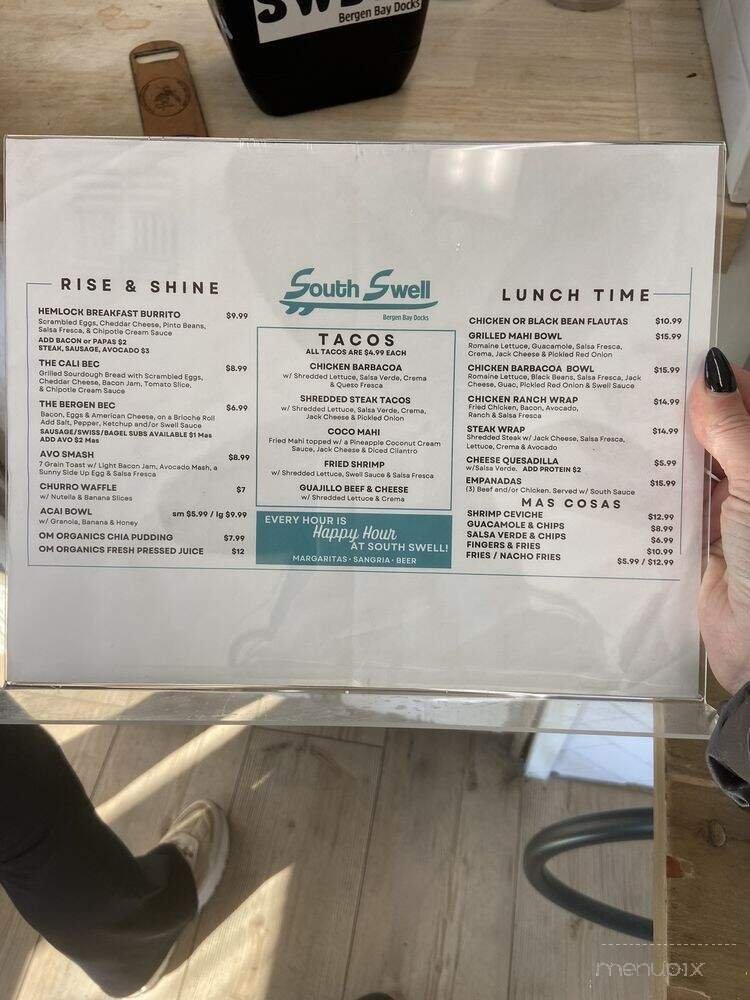 Bergen Bay Docks
RISE & SHINE
HEMLOCK BREAKFAST BURRITO $9.99
Scrambled Eggs, Cheddar Cheese, Pinto Beans,
Salsa Fresca, & Chipotle Cream Sauce
ADD BACON or PAPAS $2
STEAK, SAUSAGE, AVOCADO $3
THE CALI BEC $8.99
Grilled Sourdough Bread with Scrambled Eggs,
Cheddar Cheese, Bacon Jam, Tomato Slice,
& Chipotle Cream Sauce
THE BERGEN BEC $6.99
Bacon, Eggs & American Cheese, on a Brioche Roll
Add Salt, Pepper, Ketchup and/or Swell Sauce
SAUSAGE/SWISS/BAGEL SUBS AVAILABLE $1 Mas
ADD AVO $2 Mas
AVO SMASH $8.99
7 Grain Toast w/ Light Bacon Jam, Avocado Mash, a
Sunny Side Up Egg & Salsa Fresca
CHURRO WAFFLE $7
w/ Nutella & Banana Slices
ACAI BOWL sm $5.99 / lg $9.99
w/ Granola, Banana & Honey
OM ORGANICS CHIA PUDDING $7.99
OM ORGANICS FRESH PRESSED JUICE $12
South Swell
Bergen Bay Docks
TACOS
ALL TACOS ARE $4.99 EACH
CHICKEN BARBACOA
w/ Shredded Lettuce, Salsa Verde, Crema
& Queso Fresca
SHREDDED STEAK TACOS
w/ Shredded Lettuce, Salsa Verde, Crema,
Jack Cheese & Pickled Onion
COCO MAHI
Fried Mahi topped w/ a Pineapple Coconut Cream
Sauce, Jack Cheese & Diced Cilantro
FRIED SHRIMP
w/ Shredded Lettuce, Swell Sauce & Salsa Fresca
GUAJILLO BEEF & CHEESE
w/ Shredded Lettuce & Crema
EVERY HOUR IS
Happy Hour
AT SOUTH SWELL!
MARGARITAS • SANGRIA • BEER
LUNCH TIME
CHICKEN OR BLACK BEAN FLAUTAS $10.99
GRILLED MAHI BOWL $15.99
Romaine Lettuce, Guacamole, Salsa Fresca,
Crema, Jack Cheese & Pickled Red Onion
CHICKEN BARBACOA BOWL $15.99
Romaine Lettuce, Black Beans, Salsa Fresca, Jack
Cheese, Guac, Pickled Red Onion & Swell Sauce
CHICKEN RANCH WRAP $14.99
Fried Chicken, Bacon, Avocado,
Ranch & Salsa Fresca
STEAK WRAP $14.99
Shredded Steak w/ Jack Cheese, Salsa Fresca,
Lettuce, Crema & Avocado
CHEESE QUESADILLA $5.99
w/Salsa Verde. ADD PROTEIN $2
EMPANADAS $15.99
(3) Beef and/or Chicken. Served w/ South Sauce
MAS COSAS
SHRIMP CEVICHE $12.99
GUACAMOLE & CHIPS $8.99
SALSA VERDE & CHIPS $6.99
FINGERS & FRIES $10.99
FRIES / NACHO FRIES $5.99 / $12.99
menupix